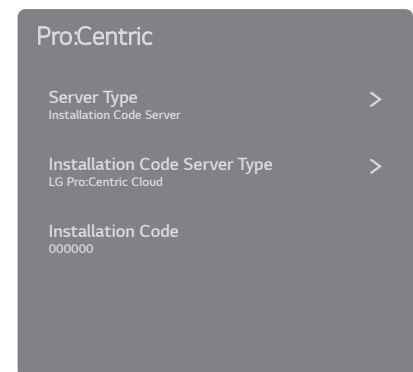 Pro:Centric
Server Type
Installation Code Server
Installation Code Server Type
LG Pro:Centric Cloud
Installation Code
000000